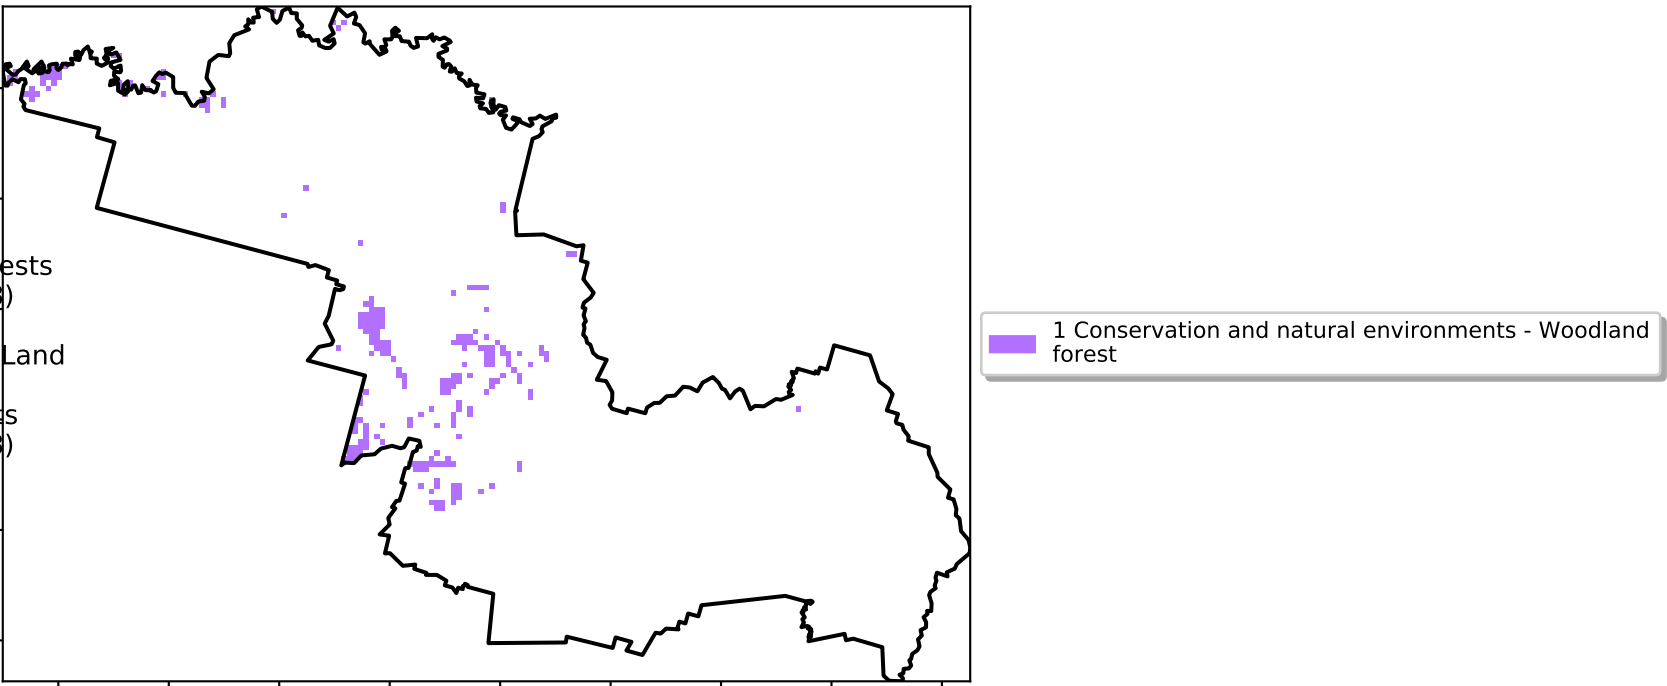 ests
)
Land
s
)
1 Conservation and natural environments - Woodland
forest